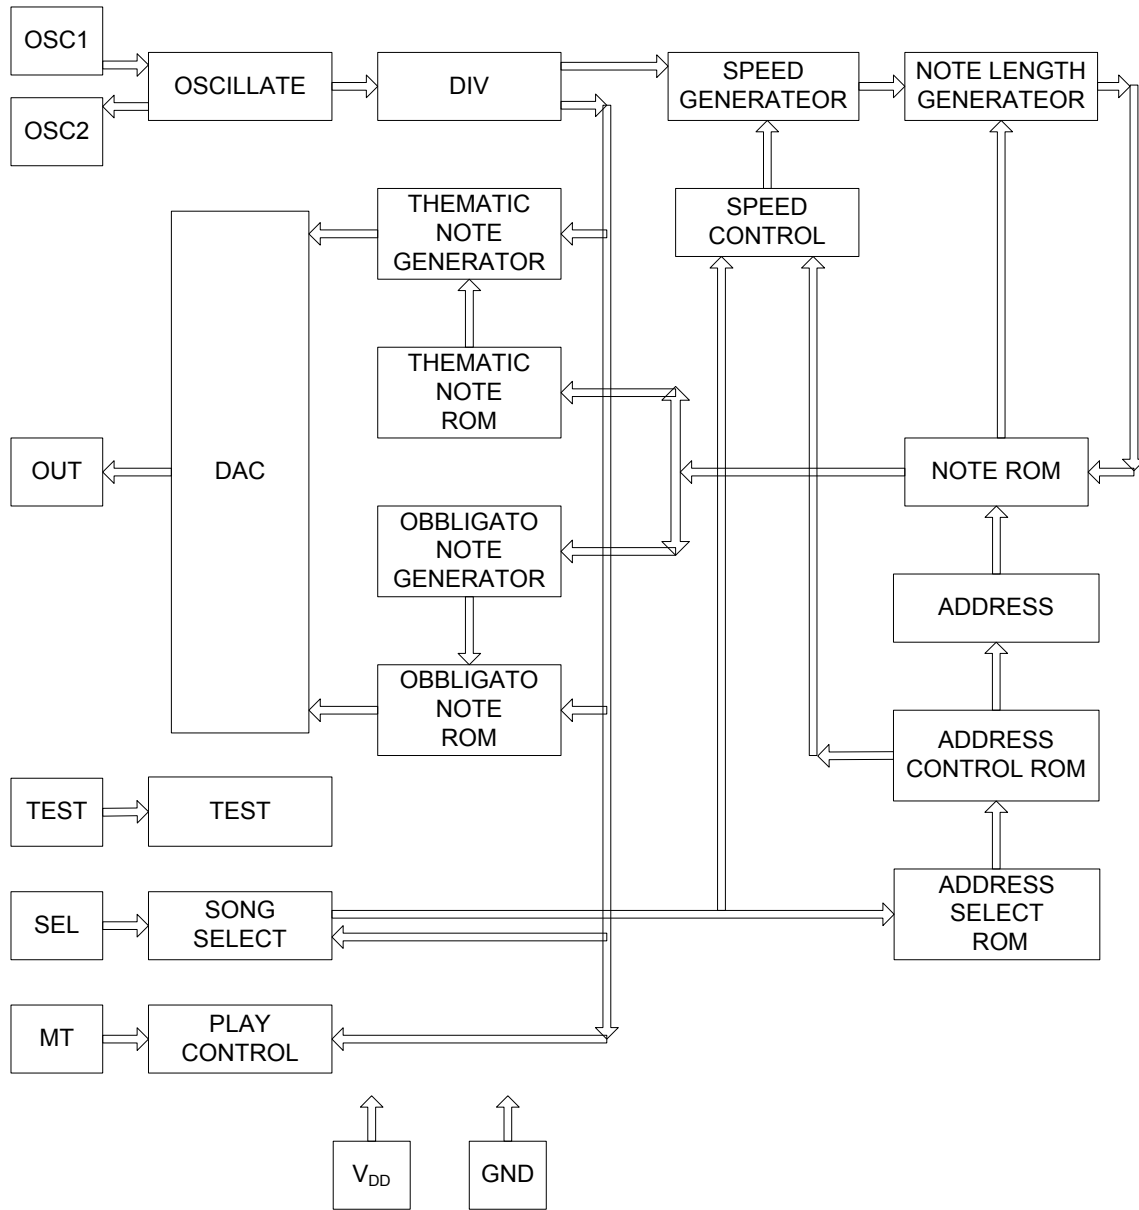 OSC1
OSC2
OSCILLATE
DIV
SPEED
GENERATEOR
NOTE LENGTH
GENERATEOR
THEMATIC
NOTE
GENERATOR
SPEED
CONTROL
THEMATIC
NOTE
ROM
OUT
DAC
NOTE ROM
OBBLIGATO
NOTE
GENERATOR
ADDRESS
OBBLIGATO
NOTE
ROM
ADDRESS
CONTROL ROM
TEST
TEST
SEL
SONG
SELECT
ADDRESS
SELECT
ROM
MT
PLAY
CONTROL
VDD
GND